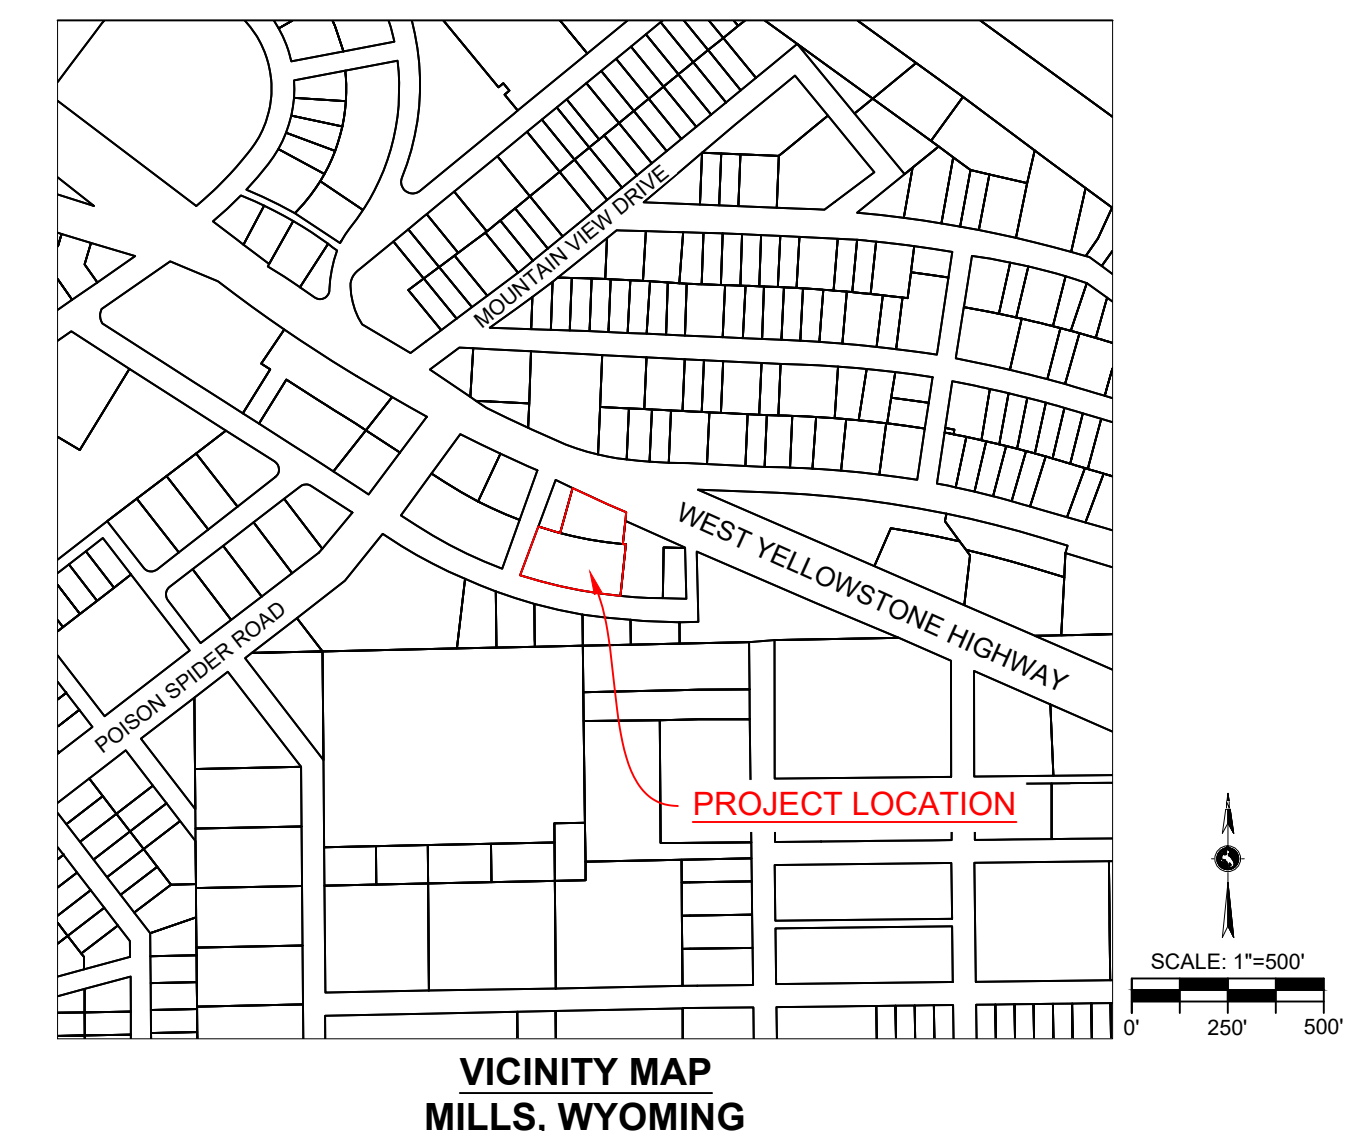 MOUNTAIN VIEW DRIVE
WEST YELLOWSTONE HIGHWAY
POISON SPIDER ROAD
PROJECT LOCATION
SCALE: 1"=500'
0' 250' 500'
VICINITY MAP
MILLS, WYOMING